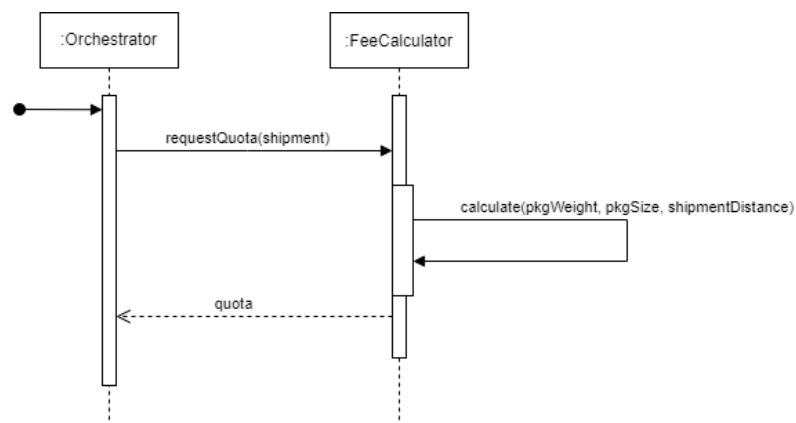 :Orchestrator
:FeeCalculator
requestQuota(shipment)
calculate(pkgWeight, pkgSize, shipmentDistance)
quota